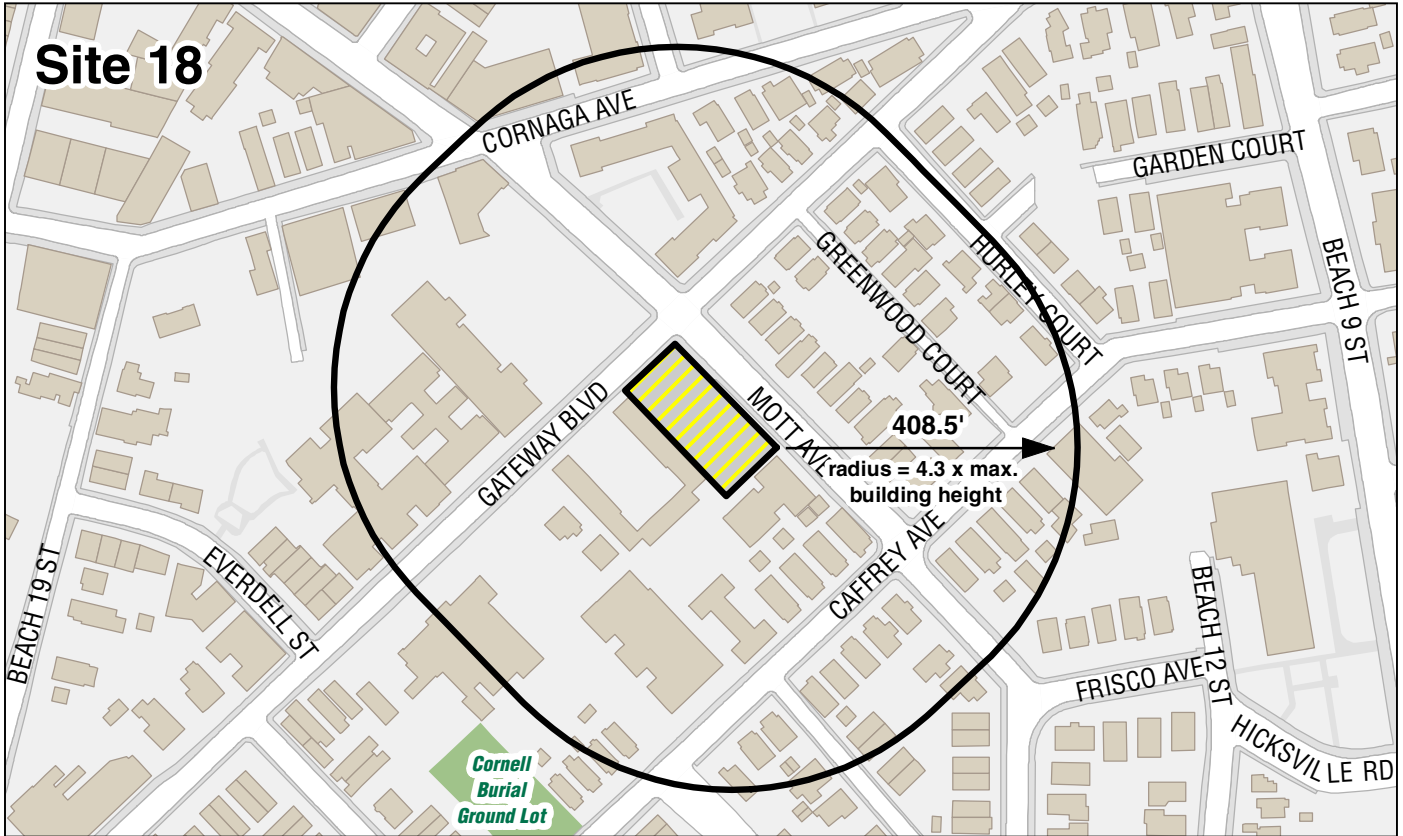 Site 18
CORNAGA AVE
GARDEN COURT
GREENWOOD COURT
HURLEY COURT
BEACH 9 ST
GATEWAY BLVD
MOTT AVE
408.5'
radius = 4.3 x max.
building height
CAFFREY AVE
BEACH 19 ST
EVERDELL ST
BEACH 12 ST
FRISCO AVE
HICKSVILLE RD
Cornell
Burial
Ground Lot